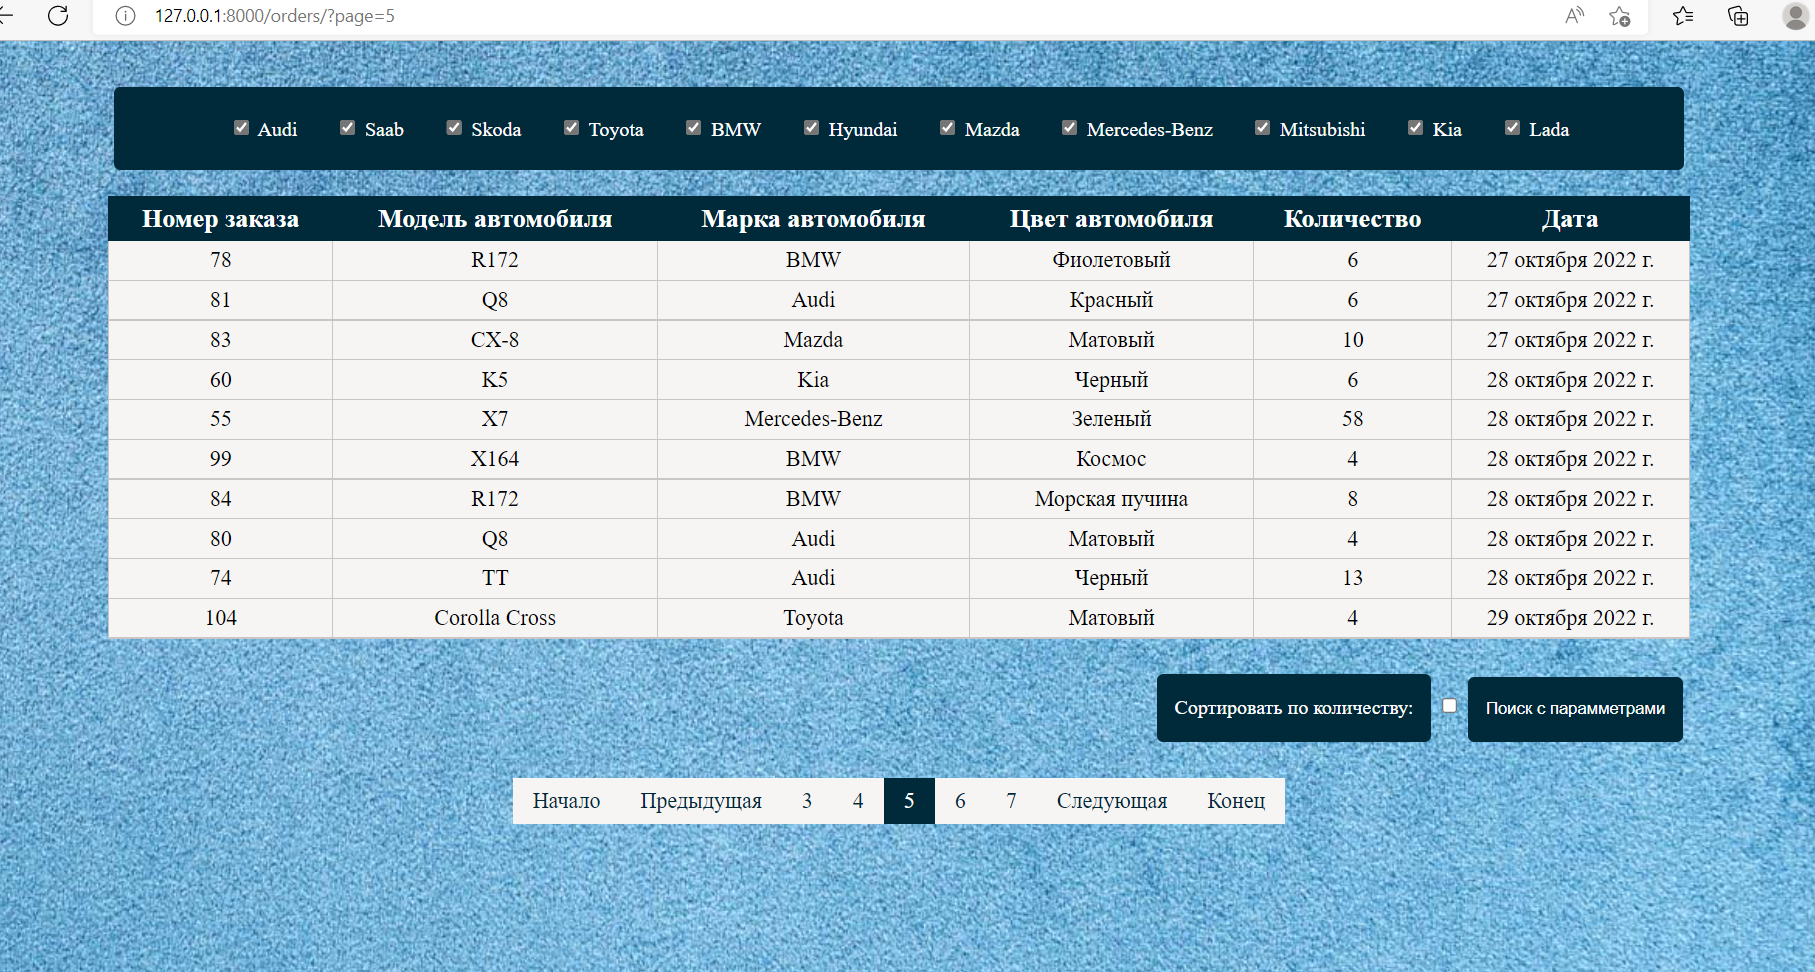 127.0.0.1:8000/orders/?page=5
Audi Saab Skoda Toyota BMW Hyundai Mazda Mercedes-Benz Mitsubishi Kia Lada
Номер заказа Модель автомобиля Марка автомобиля Цвет автомобиля Количество Дата
78 R172 BMW Фиолетовый 6 27 октября 2022 г.
81 Q8 Audi Красный 6 27 октября 2022 г.
83 CX-8 Mazda Матовый 10 27 октября 2022 г.
60 K5 Kia Черный 6 28 октября 2022 г.
55 X7 Mercedes-Benz Зеленый 58 28 октября 2022 г.
99 X164 BMW Космос 4 28 октября 2022 г.
84 R172 BMW Морская пучина 8 28 октября 2022 г.
80 Q8 Audi Матовый 4 28 октября 2022 г.
74 TT Audi Черный 13 28 октября 2022 г.
104 Corolla Cross Toyota Матовый 4 29 октября 2022 г.
Сортировать по количеству: Поиск с парамметрами
Начало Предыдущая 3 4 5 6 7 Следующая Конец